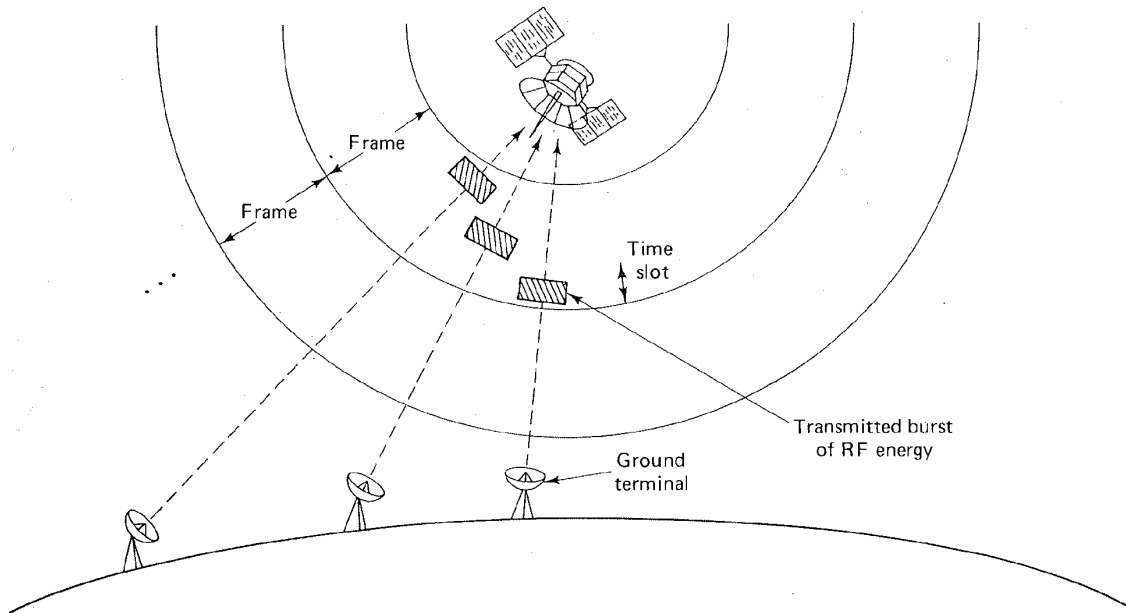 Frame
Frame
Time
slot
Transmitted burst
of RF energy
Ground
terminal